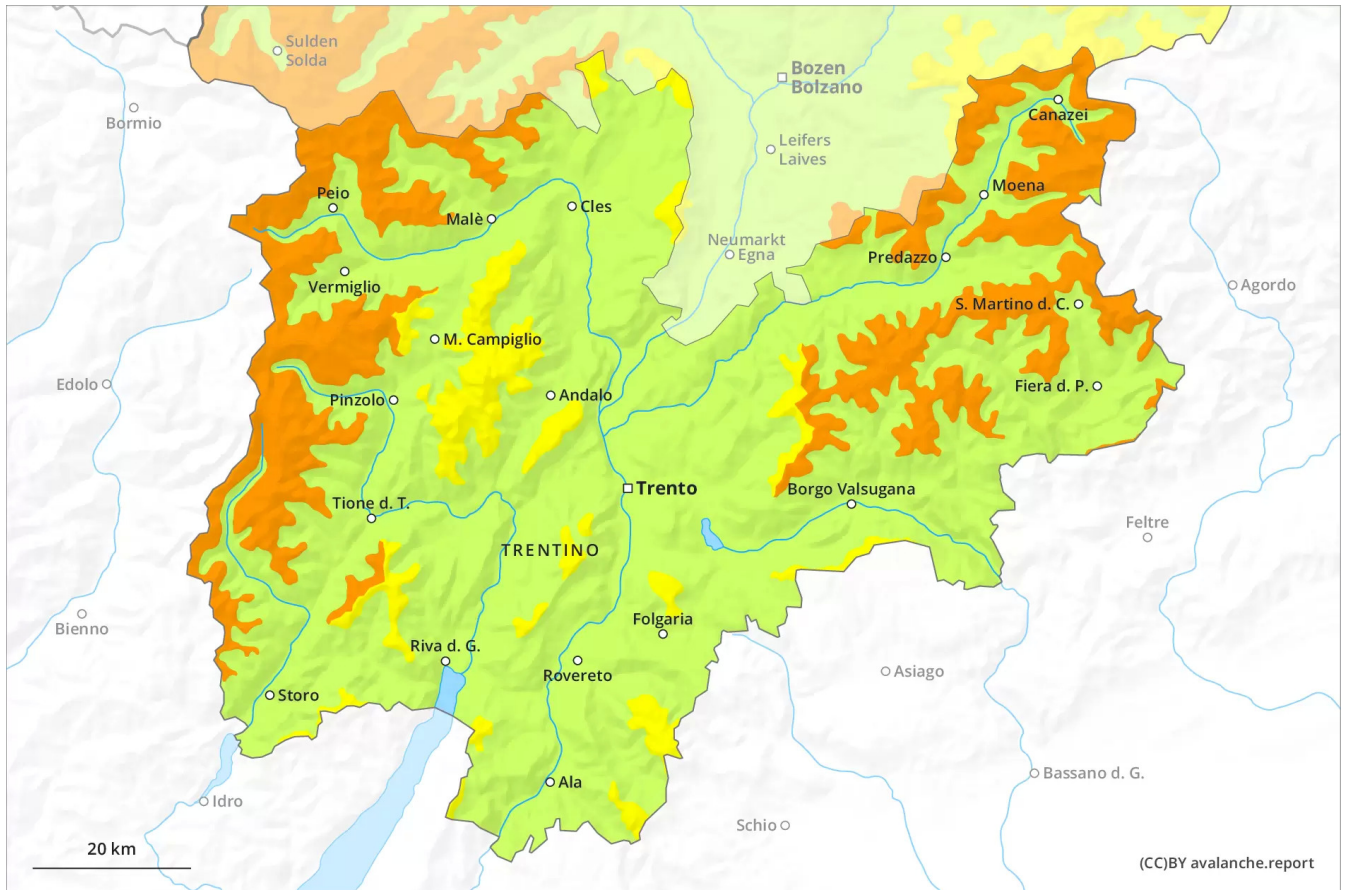 Sulden
Solda
Bozen
Bolzano
Bormio
Canazei
Leifers
Laives
Peio
Moena
Malè
Cles
Neumarkt
Egna
Predazzo
Vermiglio
Agordo
S. Martino d. C.
M. Campiglio
Edolo
Fiera d. P.
Pinzolo
Andalo
Trento
Borgo Valsugana
Tione d. T.
Feltre
TRENTINO
Bienno
Folgaria
Riva d. G.
Asiago
Rovereto
Storo
Bassano d. G.
Ala
Idro
Schio
20 km
(CC)BY avalanche.report